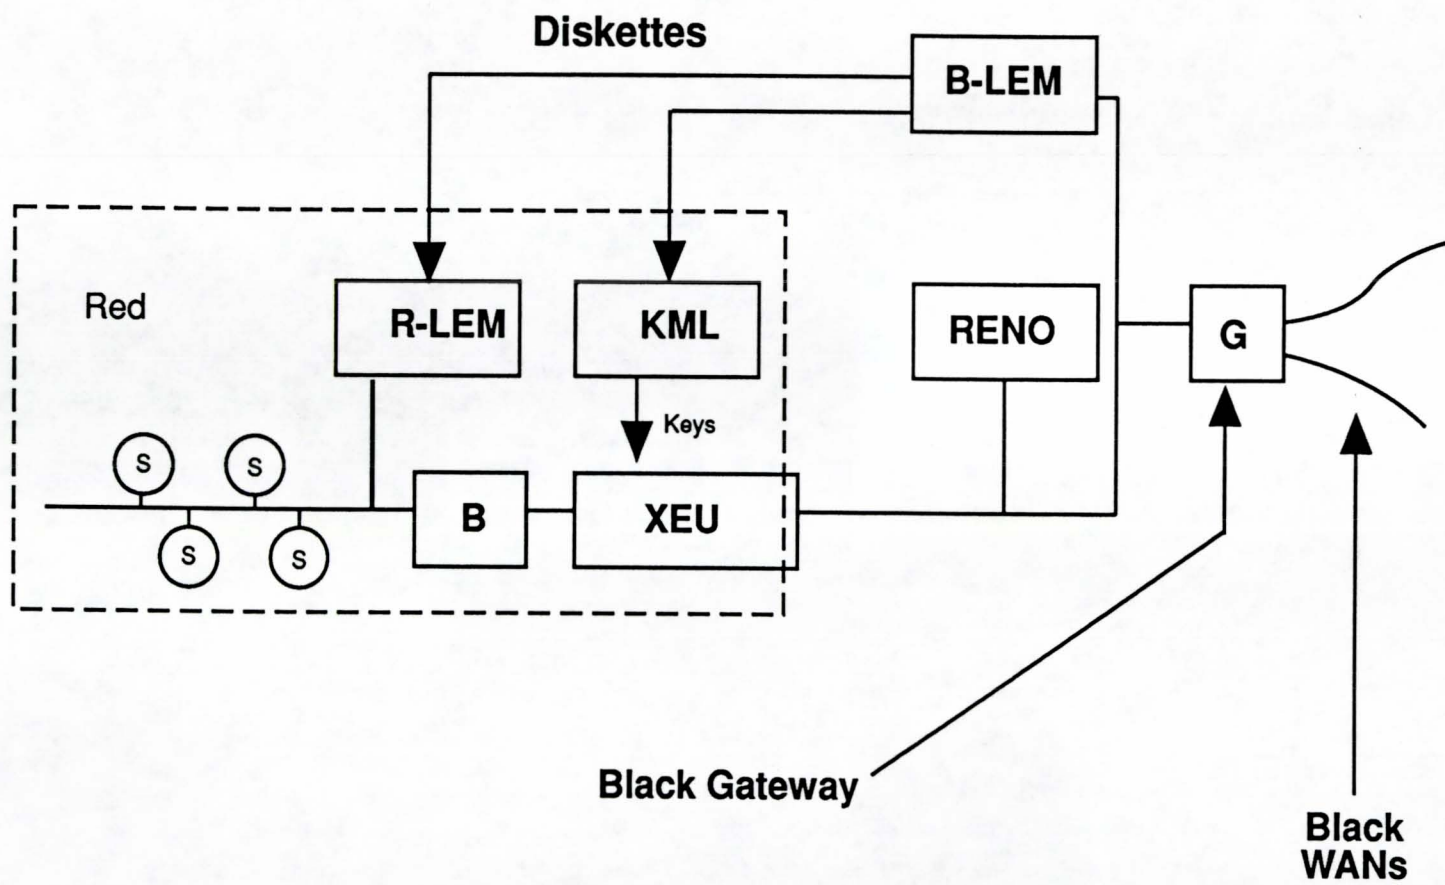 Diskettes
B-LEM
Red
R-LEM
KML
RENO
G
Keys
S
S
S
S
B
XEU
Black Gateway
Black
WANs